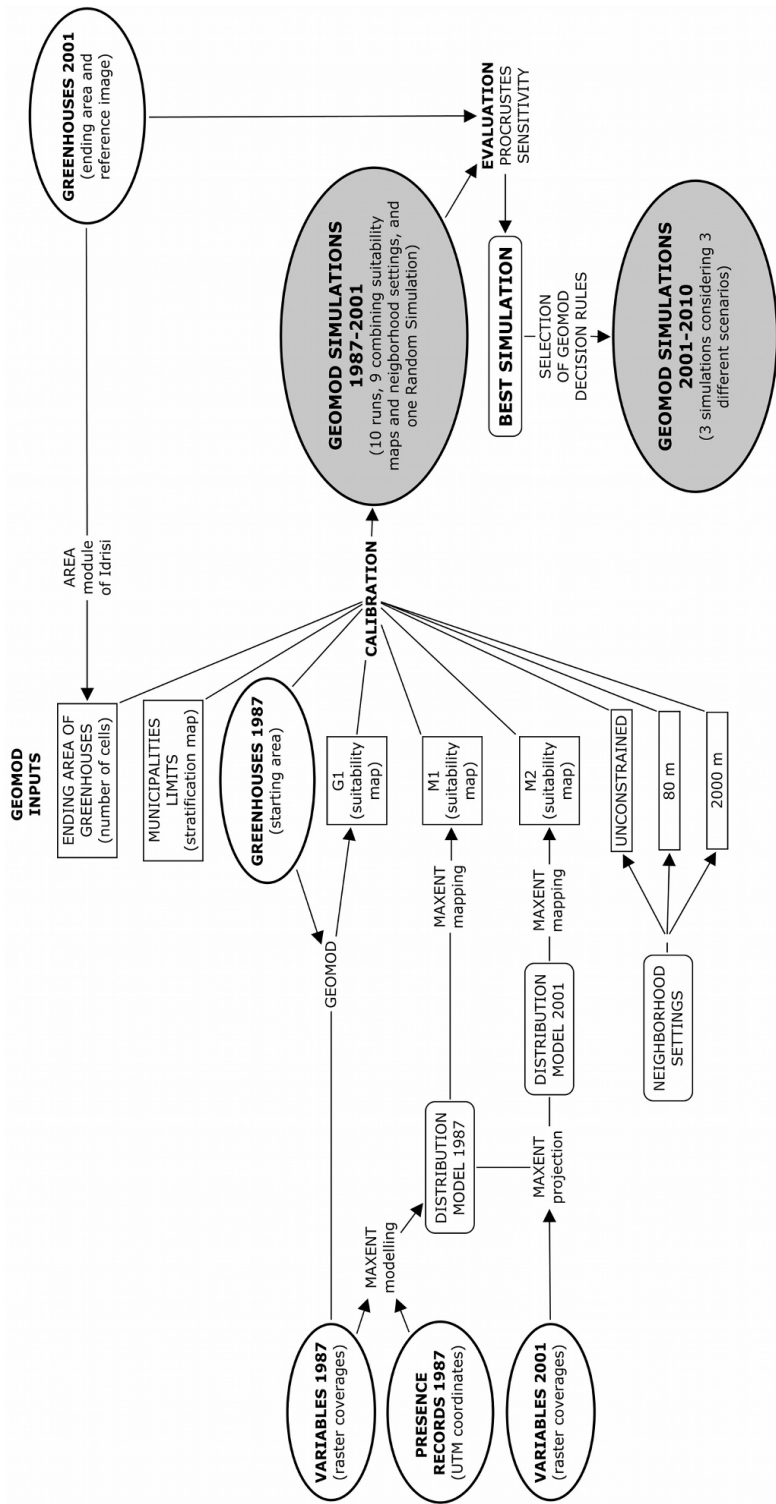 GREENHOUSES 2001
(ending area and
reference image)
AREA
module
of Idrisi
GEOMOD
INPUTS
ENDING AREA OF
GREENHOUSES
(number of cells)
MUNICIPALITIES
LIMITS
(stratification map)
GREENHOUSES 1987
(starting area)
GEOMOD
G1
(suitability
map)
M1
(suitability
map)
M2
(suitability
map)
UNCONSTRAINED
80 m
2000 m
VARIABLES 1987
(raster coverages)
PRESENCE
RECORDS 1987
(UTM coordinates)
VARIABLES 2001
(raster coverages)
MAXENT
modelling
DISTRIBUTION
MODEL 1987
MAXENT
projection
DISTRIBUTION
MODEL 2001
MAXENT
mapping
MAXENT
mapping
NEIGHBORHOOD
SETTINGS
CALIBRATION
GEOMOD SIMULATIONS
1987-2001
(10 runs, 9 combining suitability
maps and neigborhood settings, and
one Random Simulation)
EVALUATION
PROCRUSTES
SENSITIVITY
BEST SIMULATION
SELECTION
OF GEOMOD
DECISION RULES
GEOMOD SIMULATIONS
2001-2010
(3 simulations considering 3
different scenarios)